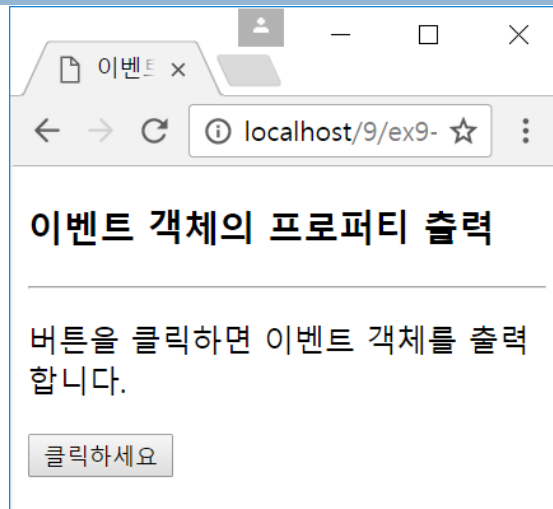 이벤트
localhost/9/ex9-
이벤트 객체의 프로퍼티 출력
버튼을 클릭하면 이벤트 객체를 출력
합니다.
클릭하세요